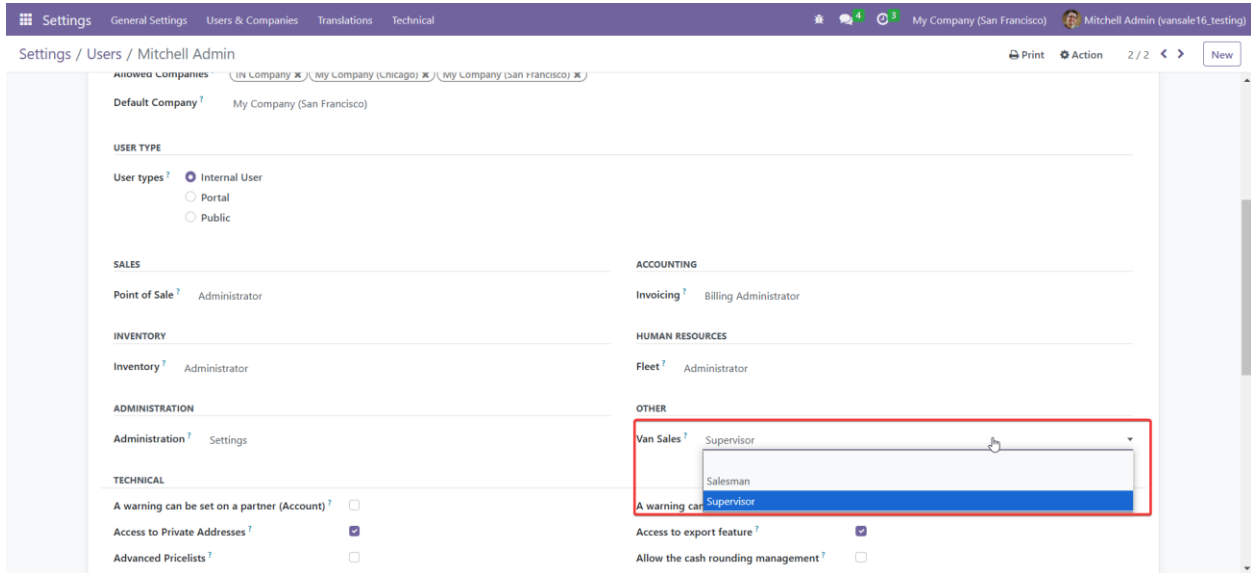 Settings General Settings Users & Companies Translations Technical 4 3 My Company (San Francisco) Mitchell Admin (vansale16_testing)
Settings / Users / Mitchell Admin Print Action 2 / 2 New
Allowed Companies ? IN Company × My Company (Chicago) × My Company (San Francisco) ×
Default Company ? My Company (San Francisco)
USER TYPE
User types ? Internal User
Portal
Public
SALES ACCOUNTING
Point of Sale ? Administrator Invoicing ? Billing Administrator
INVENTORY HUMAN RESOURCES
Inventory ? Administrator Fleet ? Administrator
ADMINISTRATION OTHER
Administration ? Settings Van Sales ? Supervisor
TECHNICAL Salesman
Supervisor
A warning can be set on a partner (Account) ? A warning can
Access to Private Addresses ? Access to export feature ?
Advanced Pricelists ? Allow the cash rounding management ?